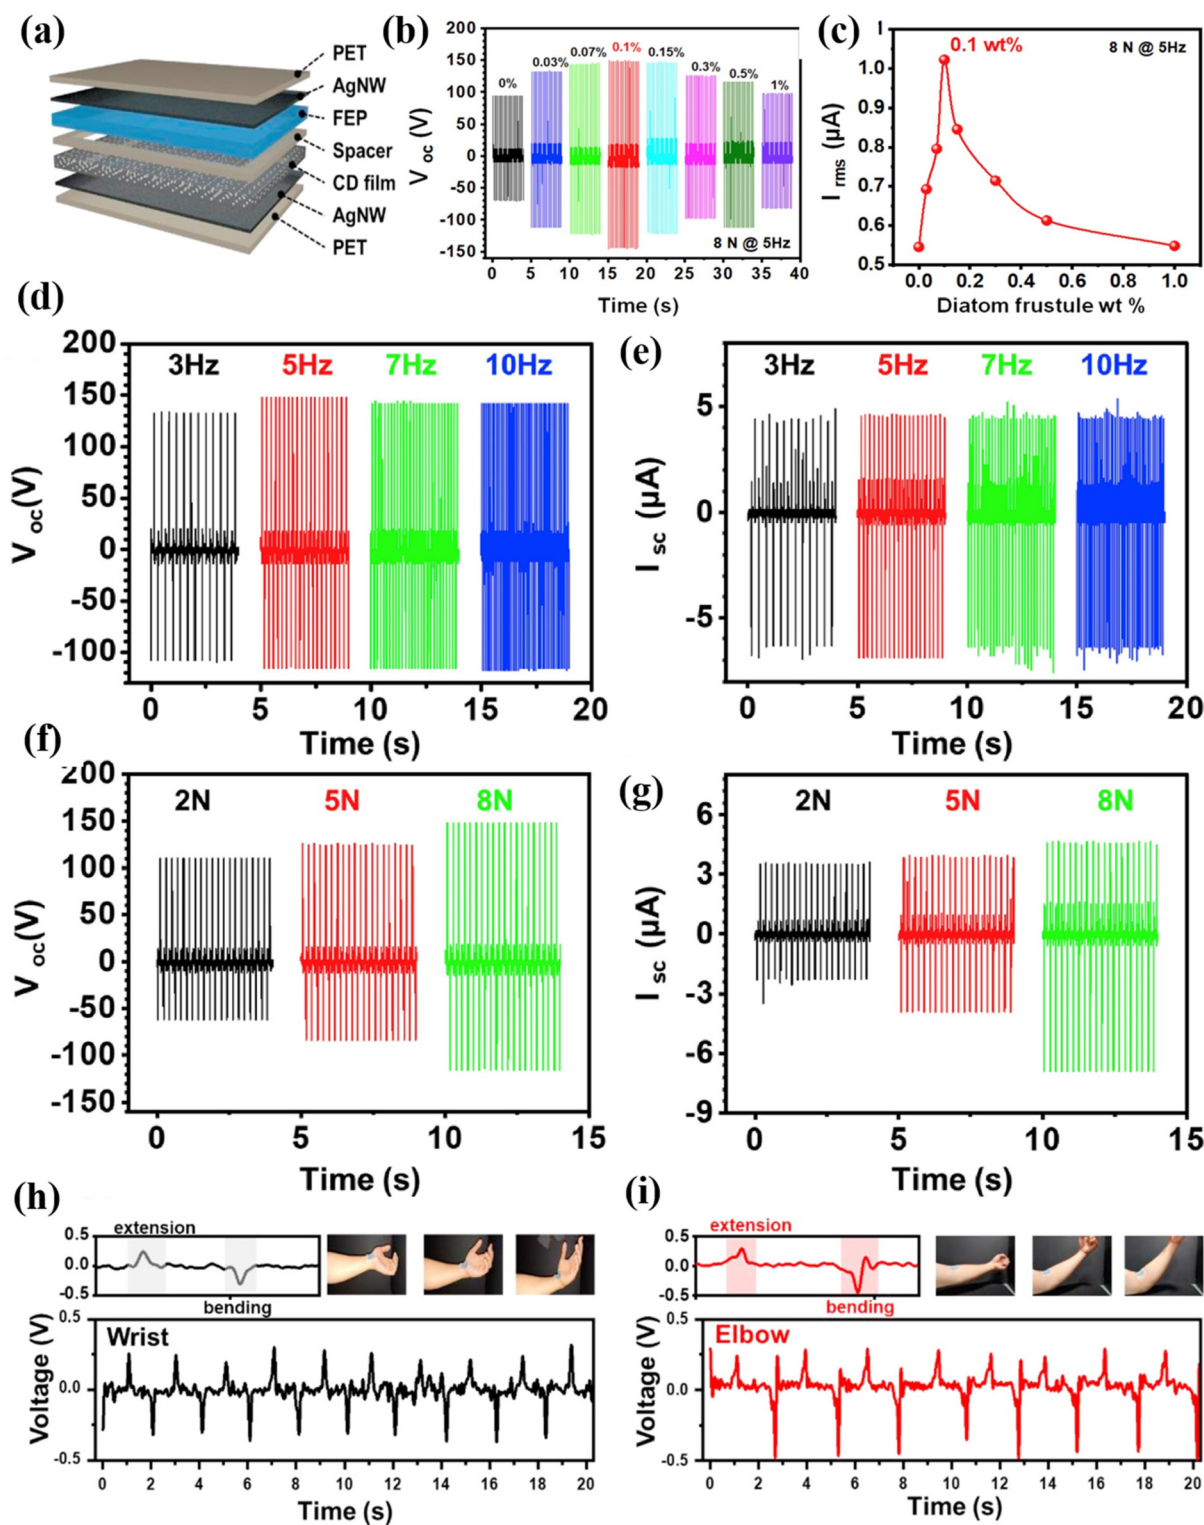 (a)
PET
AgNW
FEP
Spacer
CD film
AgNW
PET
(b)
200
150
100
50
0
-50
-100
-150
V oc (V)
0%
0.03%
0.07%
0.1%
0.15%
0.3%
0.5%
1%
8 N @ 5Hz
0 5 10 15 20 25 30 35 40
Time (s)
(c)
1
1.0
0.9
0.8
0.7
0.6
0.5
I rms (µA)
0.1 wt%
8 N @ 5Hz
0.0 0.2 0.4 0.6 0.8 1.0
Diatom frustule wt %
(d)
200
150
100
50
0
-50
-100
V oc(V)
3Hz 5Hz 7Hz 10Hz
0 5 10 15 20
Time (s)
(e)
5
0
-5
I sc (µA)
3Hz 5Hz 7Hz 10Hz
0 5 10 15 20
Time (s)
(f)
200
150
100
50
0
-50
-100
-150
V oc(V)
2N 5N 8N
0 5 10 15
Time (s)
(g)
6
3
0
-3
-6
-9
I sc (µA)
2N 5N 8N
0 5 10 15
Time (s)
(h)
extension
0.5
0.0
-0.5
bending
0.5
0.0
-0.5
Voltage (V)
Wrist
0 2 4 6 8 10 12 14 16 18 20
Time (s)
(i)
extension
0.5
0.0
-0.5
bending
0.5
0.0
-0.5
Voltage (V)
Elbow
0 2 4 6 8 10 12 14 16 18 20
Time (s)